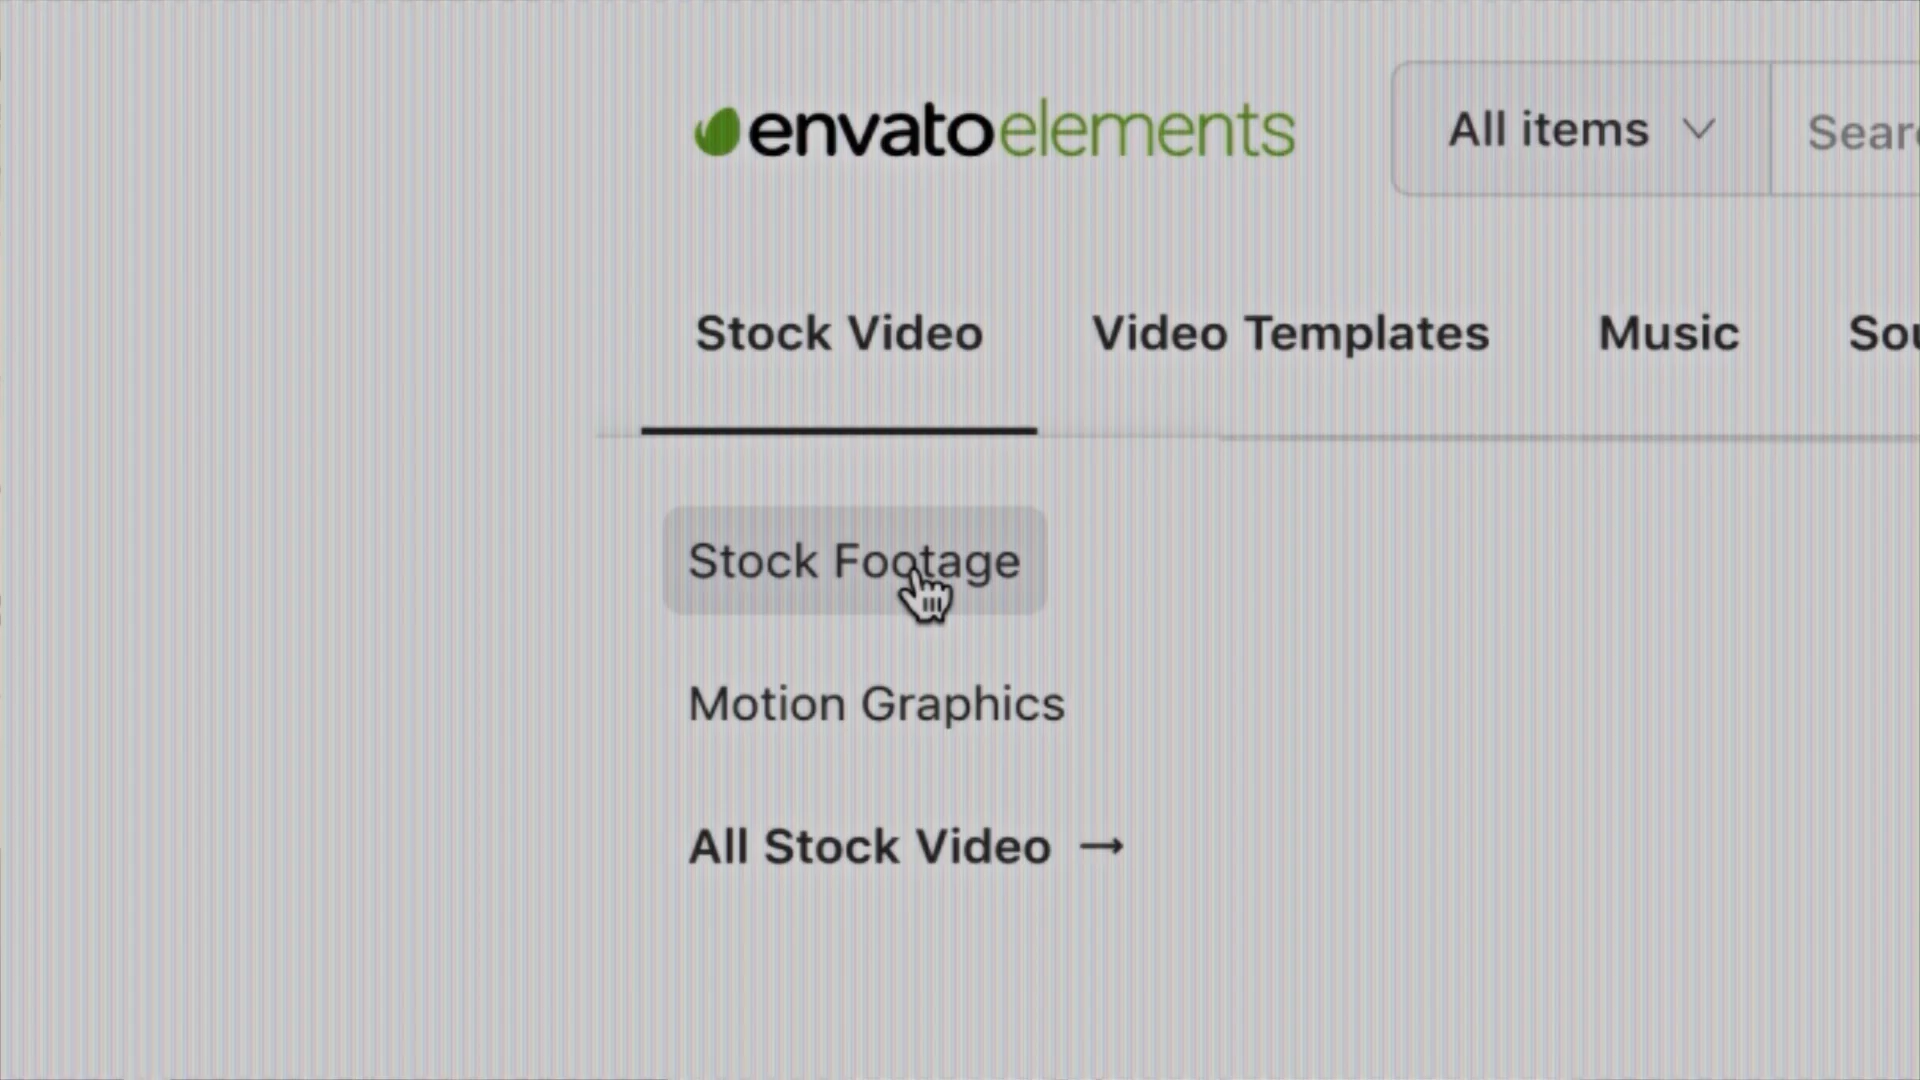 envatoelements
All items
Stock Video
Video Templates
Music
Stock Footage
Motion Graphics
All Stock Video →